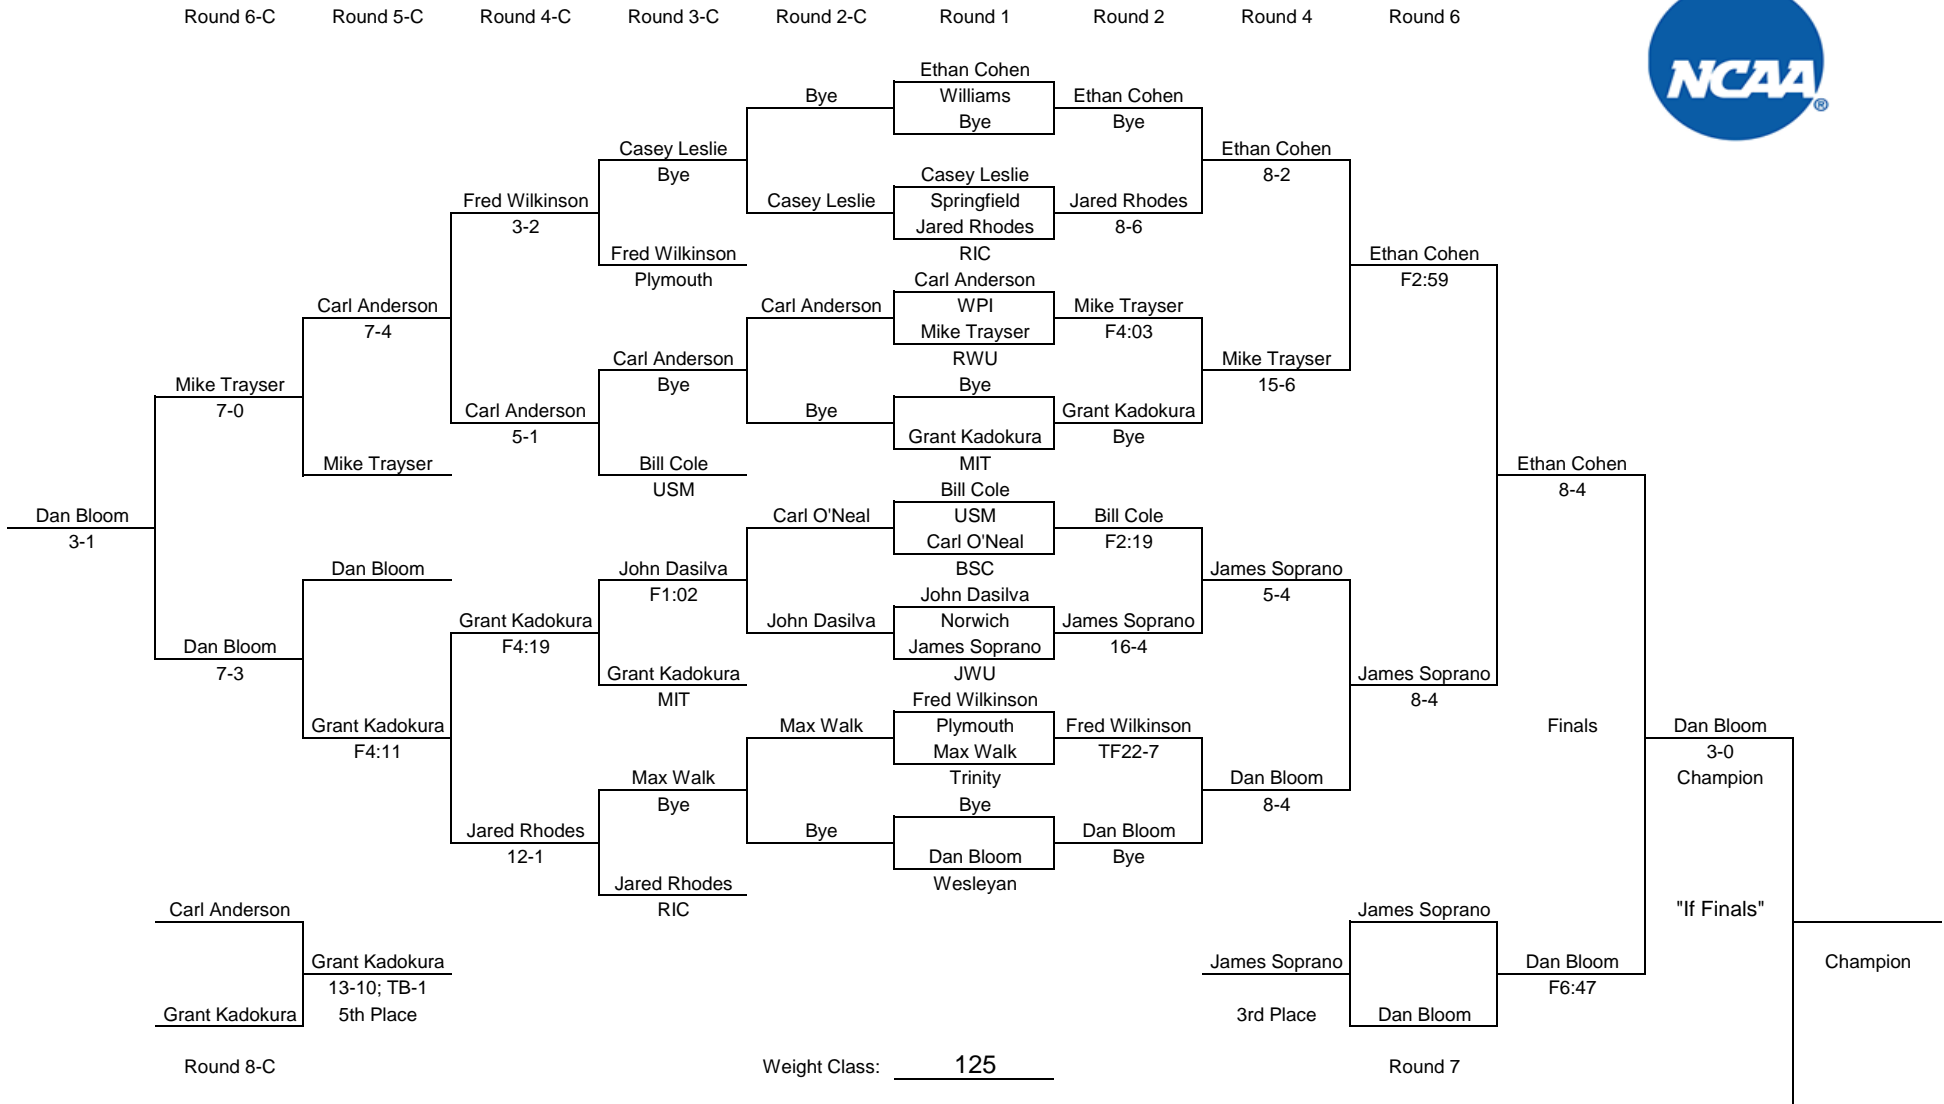 Round 6-C Round 5-C Round 4-C Round 3-C Round 2-C Round 1 Round 2 Round 4 Round 6
NCAA®
Ethan Cohen
Bye Williams Ethan Cohen
Bye Bye
Casey Leslie Ethan Cohen
Bye Casey Leslie 8-2
Fred Wilkinson Casey Leslie Springfield Jared Rhodes
3-2 Jared Rhodes 8-6
Fred Wilkinson RIC Ethan Cohen
Plymouth Carl Anderson F2:59
Carl Anderson Carl Anderson WPI Mike Trayser
7-4 Mike Trayser F4:03
Carl Anderson RWU Mike Trayser
Mike Trayser Bye Bye 15-6
7-0 Carl Anderson Bye Grant Kadokura
5-1 Grant Kadokura Bye
Mike Trayser Bill Cole MIT Ethan Cohen
USM Bill Cole 8-4
Dan Bloom Carl O'Neal USM Bill Cole
3-1 Carl O'Neal F2:19
Dan Bloom John Dasilva BSC James Soprano
F1:02 John Dasilva 5-4
Grant Kadokura John Dasilva Norwich James Soprano
Dan Bloom F4:19 James Soprano 16-4
7-3 Grant Kadokura JWU James Soprano
MIT Fred Wilkinson 8-4
Grant Kadokura Max Walk Plymouth Fred Wilkinson Finals Dan Bloom
F4:11 Max Walk TF22-7 3-0
Max Walk Trinity Dan Bloom Champion
Bye Bye 8-4
Jared Rhodes Bye Dan Bloom
12-1 Dan Bloom Bye
Jared Rhodes Wesleyan
Carl Anderson RIC James Soprano "If Finals"
Grant Kadokura James Soprano Dan Bloom Champion
13-10; TB-1 F6:47
Grant Kadokura 5th Place 3rd Place Dan Bloom
Round 8-C Weight Class: 125 Round 7